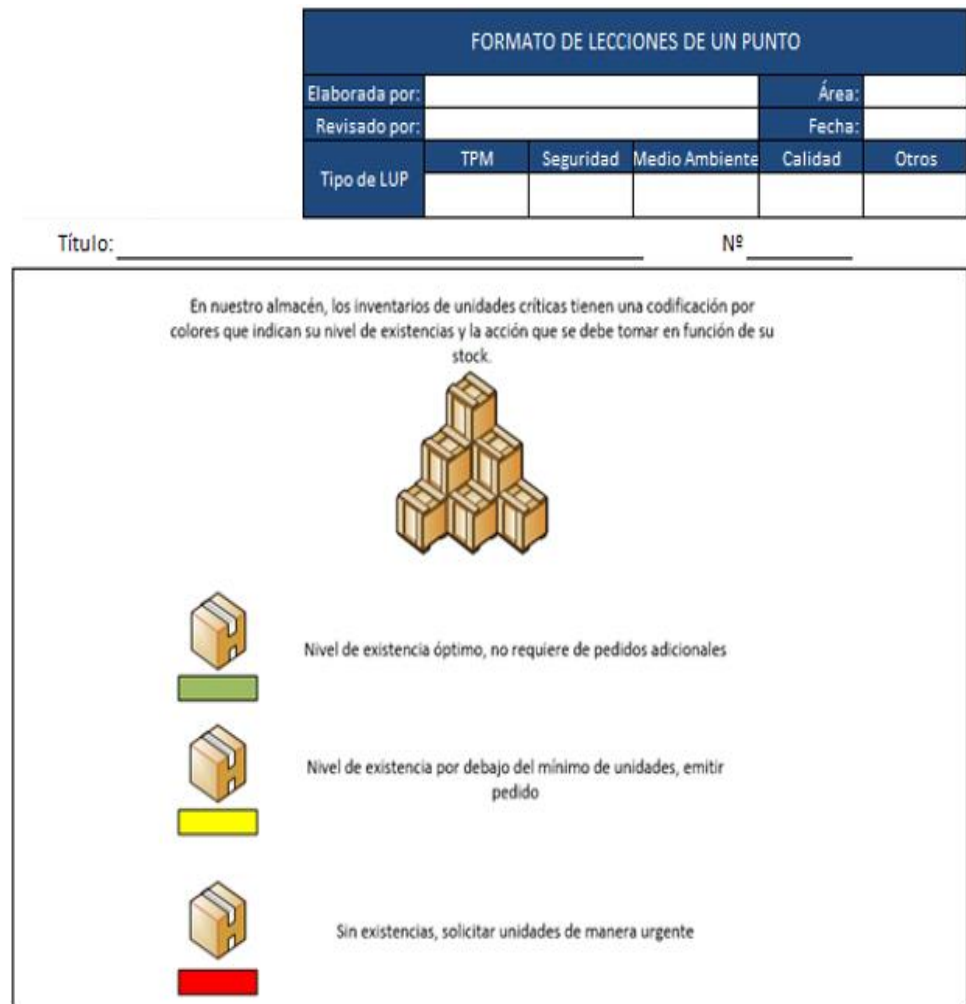 FORMATO DE LECCIONES DE UN PUNTO
Elaborada por: Área:
Revisado por: Fecha:
Tipo de LUP TPM Seguridad Medio Ambiente Calidad Otros
Título: Nº
En nuestro almacén, los inventarios de unidades críticas tienen una codificación por
colores que indican su nivel de existencias y la acción que se debe tomar en función de su
stock.
Nivel de existencia óptimo, no requiere de pedidos adicionales
Nivel de existencia por debajo del mínimo de unidades, emitir
pedido
Sin existencias, solicitar unidades de manera urgente